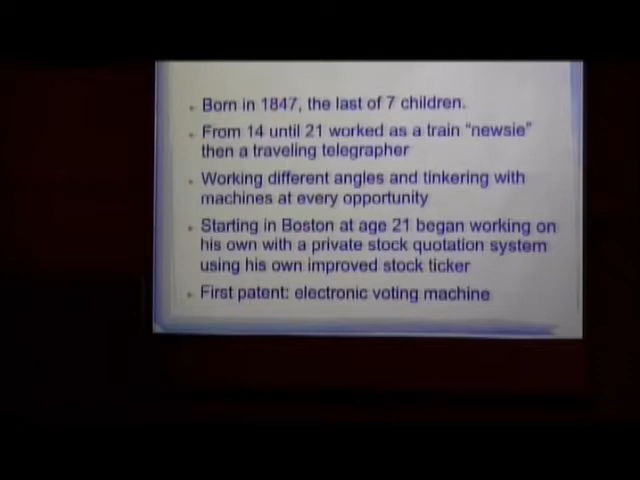 Born in 1847, the last of 7 children.
From 14 until 21 worked as a train “newsie”
then a traveling telegrapher
Working different angles and tinkering with
machines at every opportunity
Starting in Boston at age 21 began working on
his own with a private stock quotation system
using his own improved stock ticker
First patent: electronic voting machine